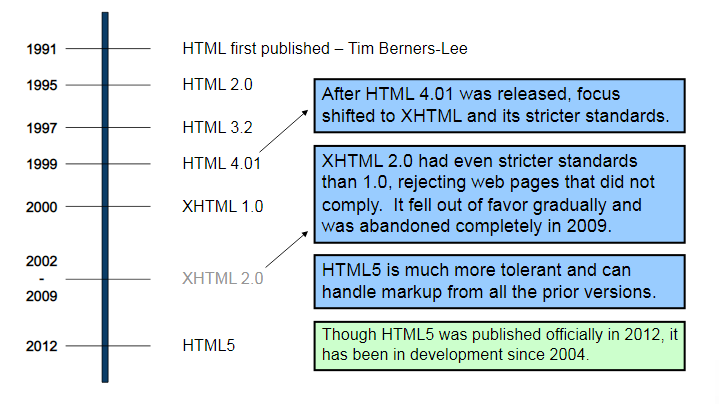 1991 HTML first published – Tim Berners-Lee
1995 HTML 2.0
After HTML 4.01 was released, focus
shifted to XHTML and its stricter standards.
1997 HTML 3.2
1999 HTML 4.01
XHTML 2.0 had even stricter standards
than 1.0, rejecting web pages that did not
comply.  It fell out of favor gradually and
was abandoned completely in 2009.
2000 XHTML 1.0
2002
-
2009
XHTML 2.0
HTML5 is much more tolerant and can
handle markup from all the prior versions.
2012 HTML5
Though HTML5 was published officially in 2012, it
has been in development since 2004.